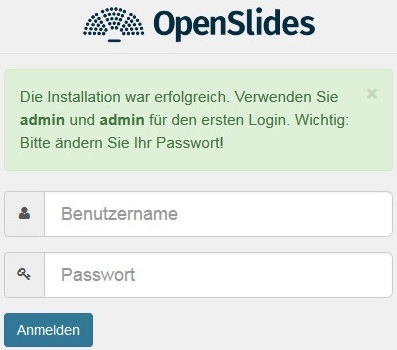 OpenSlides
Die Installation war erfolgreich. Verwenden Sie ×
admin und admin für den ersten Login. Wichtig:
Bitte ändern Sie Ihr Passwort!
Benutzername
Passwort
Anmelden